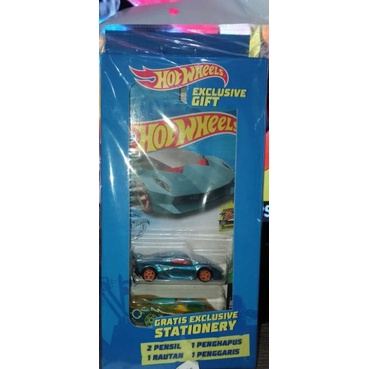 HOT WHEELS
EXCLUSIVE
GIFT
HOT WHEELS
GRATIS EXCLUSIVE
STATIONERY
2 PENSIL 1 PENGHAPUS
1 RAUTAN 1 PENGGARIS